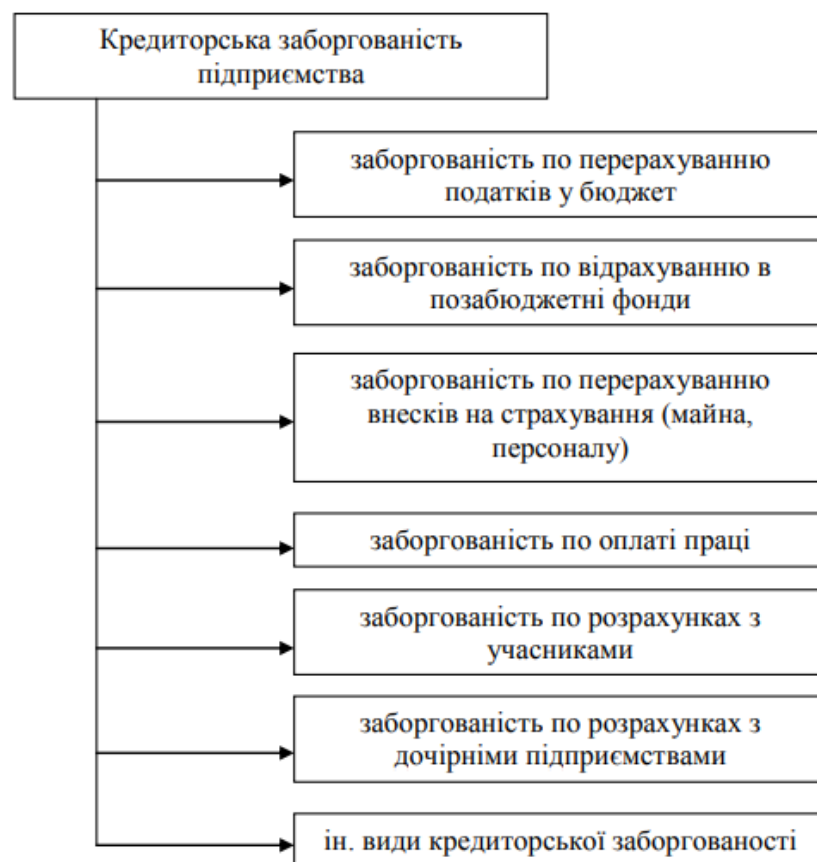 Кредиторська заборгованість
підприємства
заборгованість по перерахуванню
податків у бюджет
заборгованість по відрахуванню в
позабюджетні фонди
заборгованість по перерахуванню
внесків на страхування (майна,
персоналу)
заборгованість по оплаті праці
заборгованість по розрахунках з
учасниками
заборгованість по розрахунках з
дочірніми підприємствами
ін. види кредиторської заборгованості